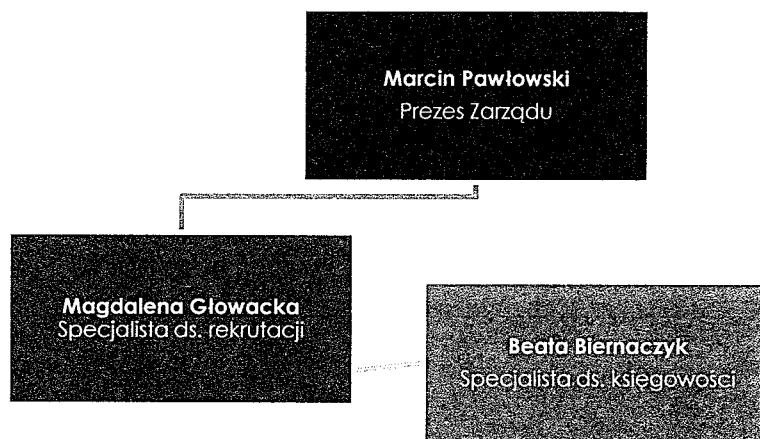 Marcin Pawłowski
Prezes Zarządu
Magdalena Głowacka
Specjalista ds. rekrutacji
Beata Biernaczyk
Specjalista ds. księgowości